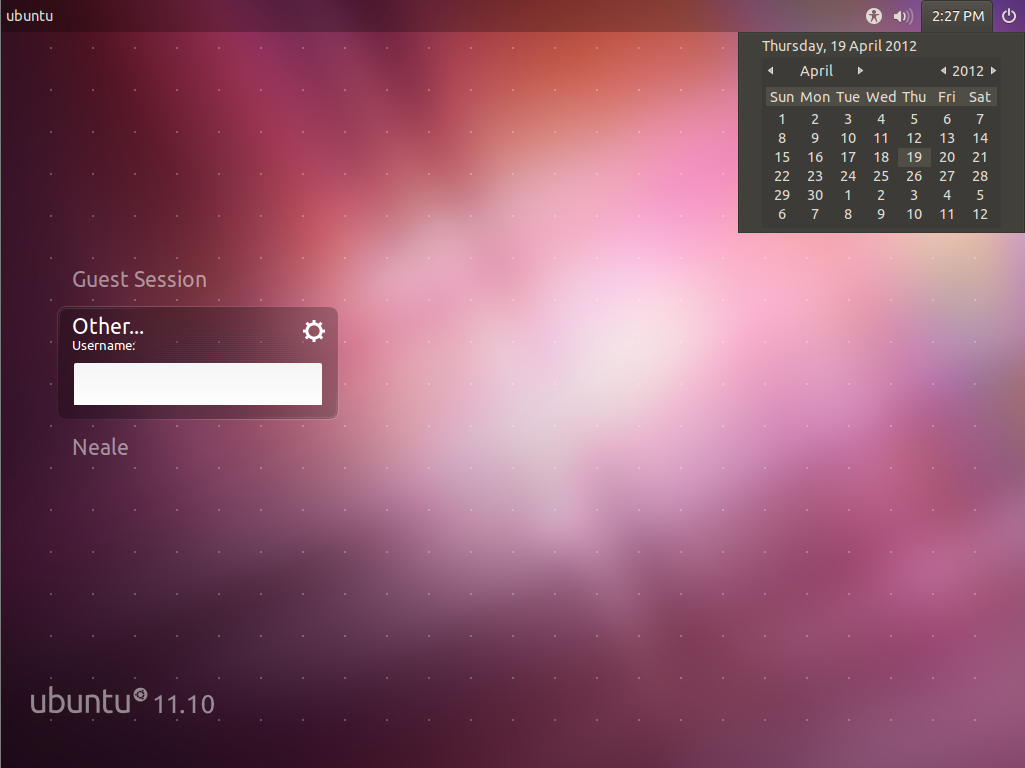 ubuntu
2:27 PM
Thursday, 19 April 2012
April 2012
Sun Mon Tue Wed Thu Fri Sat
1 2 3 4 5 6 7
8 9 10 11 12 13 14
15 16 17 18 19 20 21
22 23 24 25 26 27 28
29 30 1 2 3 4 5
6 7 8 9 10 11 12
Guest Session
Other...
Username:
Neale
ubuntu 11.10